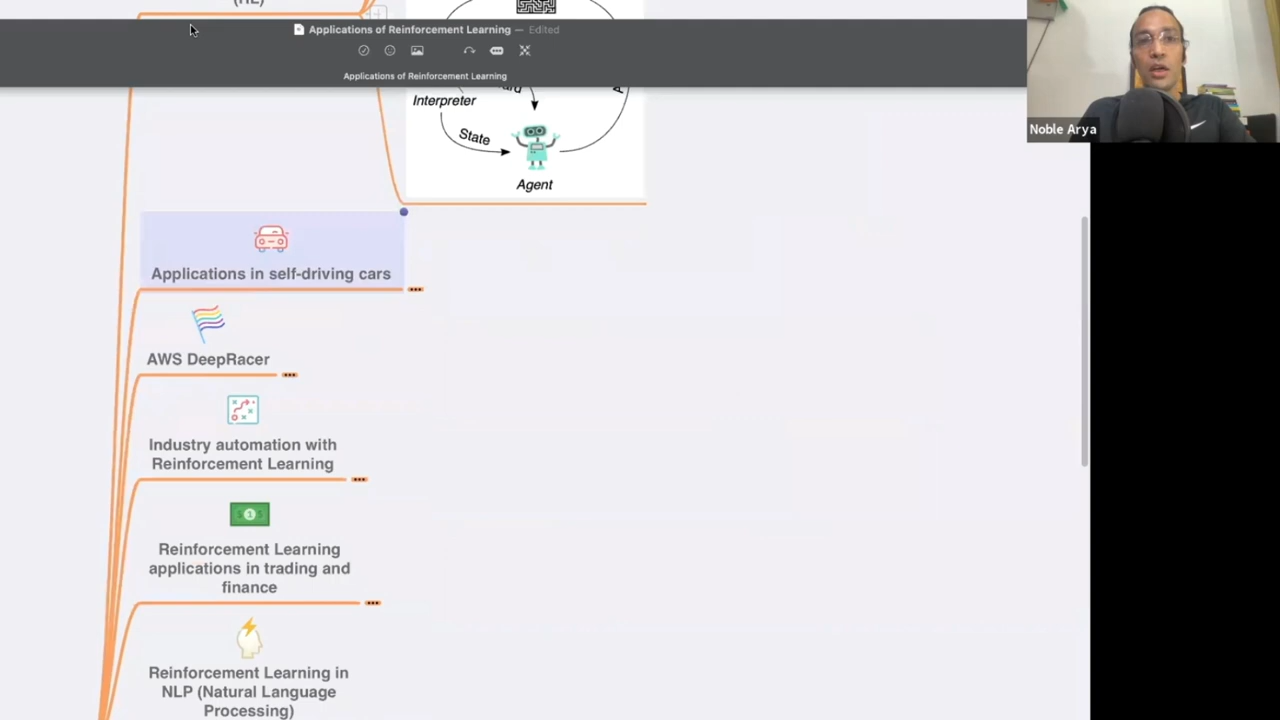 (RL)
Applications of Reinforcement Learning — Edited
Applications of Reinforcement Learning
Interpreter
State
Agent
Noble Arya
Applications in self-driving cars
AWS DeepRacer
Industry automation with
Reinforcement Learning
Reinforcement Learning
applications in trading and
finance
Reinforcement Learning in
NLP (Natural Language
Processing)